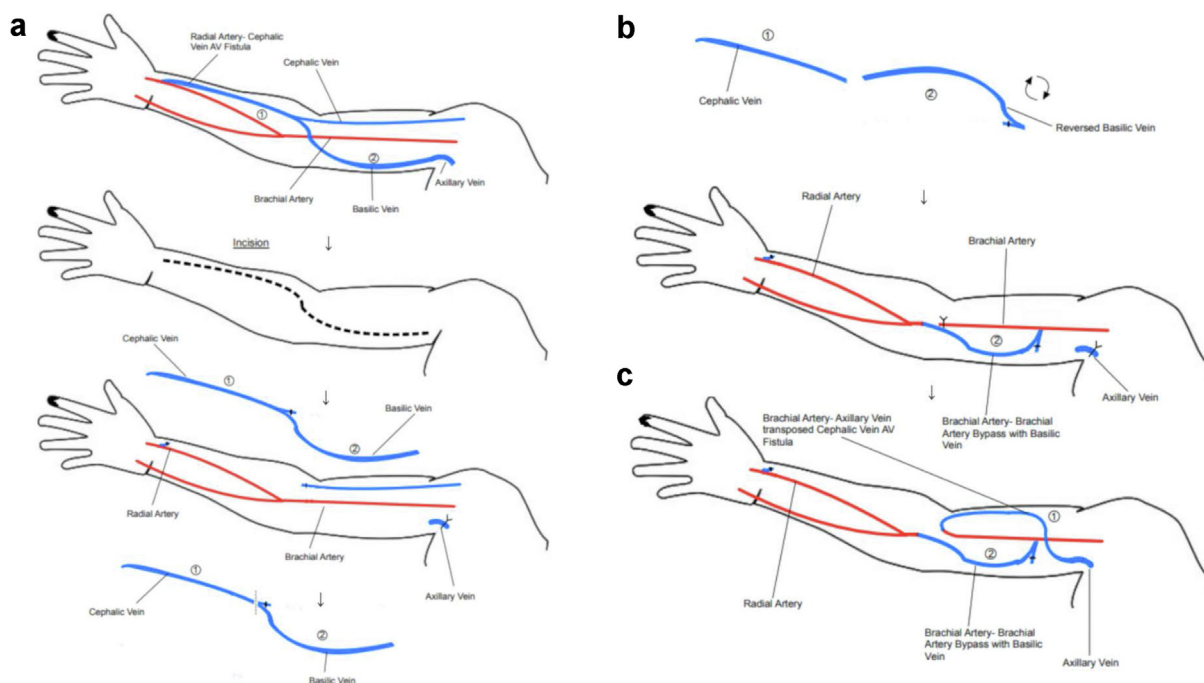 a
Radial Artery- Cephalic
Vein AV Fistula
Cephalic Vein
①
②
Axillary Vein
Brachial Artery
Basilic Vein
Incision
↓
Cephalic Vein
①
↓
Basilic Vein
②
Radial Artery
Brachial Artery
Axillary Vein
①
Cephalic Vein
↓
②
Basilic Vein
b
①
②
Cephalic Vein
Reversed Basilic Vein
↓
Radial Artery
Brachial Artery
②
Axillary Vein
↓
Brachial Artery- Brachial
Artery Bypass with Basilic
Vein
c
Brachial Artery- Axillary Vein
transposed Cephalic Vein AV
Fistula
①
②
Radial Artery
Brachial Artery- Brachial
Artery Bypass with Basilic
Vein
Axillary Vein